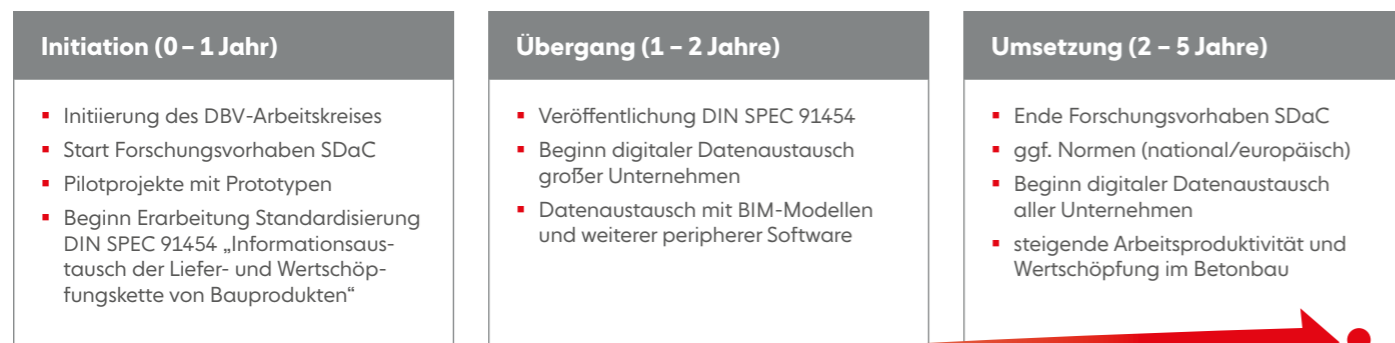 Initiation (0 – 1 Jahr)
▪ Initiierung des DBV-Arbeitskreises
▪ Start Forschungsvorhaben SDaC
▪ Pilotprojekte mit Prototypen
▪ Beginn Erarbeitung Standardisierung
DIN SPEC 91454 „Informationsaus-
tausch der Liefer- und Wertschöp-
fungskette von Bauprodukten“
Übergang (1 – 2 Jahre)
▪ Veröffentlichung DIN SPEC 91454
▪ Beginn digitaler Datenaustausch
großer Unternehmen
▪ Datenaustausch mit BIM-Modellen
und weiterer peripherer Software
Umsetzung (2 – 5 Jahre)
▪ Ende Forschungsvorhaben SDaC
▪ ggf. Normen (national/europäisch)
▪ Beginn digitaler Datenaustausch
aller Unternehmen
▪ steigende Arbeitsproduktivität und
Wertschöpfung im Betonbau